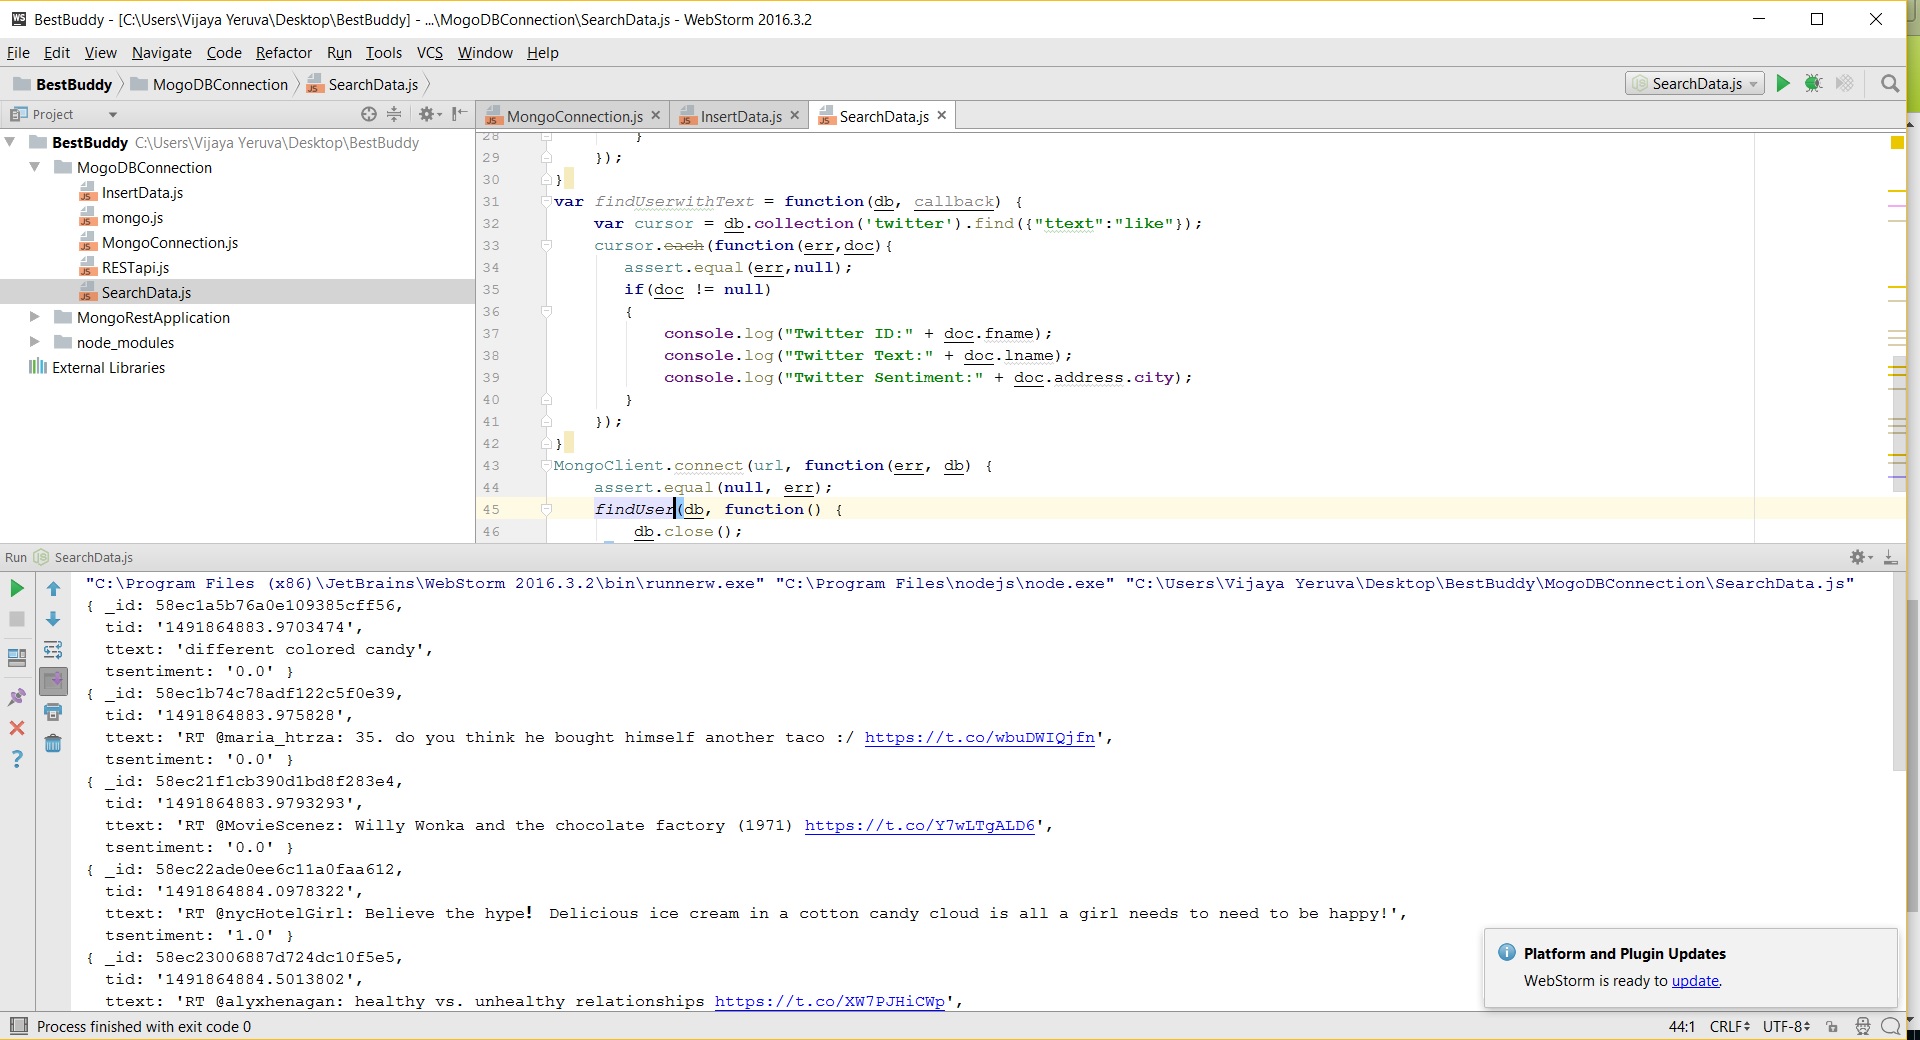 BestBuddy - [C:\Users\Vijaya Yeruva\Desktop\BestBuddy] - ...\MogoDBConnection\SearchData.js - WebStorm 2016.3.2
File Edit View Navigate Code Refactor Run Tools VCS Window Help
BestBuddy MogoDBConnection SearchData.js SearchData.js
Project
MongoConnection.js InsertData.js SearchData.js
BestBuddy C:\Users\Vijaya Yeruva\Desktop\BestBuddy
MogoDBConnection
InsertData.js
mongo.js
MongoConnection.js
RESTapi.js
SearchData.js
MongoRestApplication
node_modules
External Libraries
28 }
29 });
30 }
31 var findUserwithText = function(db, callback) {
32 var cursor = db.collection('twitter').find({"ttext":"like"});
33 cursor.each(function(err,doc){
34 assert.equal(err,null);
35 if(doc != null)
36 {
37 console.log("Twitter ID:" + doc.fname);
38 console.log("Twitter Text:" + doc.lname);
39 console.log("Twitter Sentiment:" + doc.address.city);
40 }
41 });
42 }
43 MongoClient.connect(url, function(err, db) {
44 assert.equal(null, err);
45 findUser(db, function() {
46 db.close();
Run SearchData.js
"C:\Program Files (x86)\JetBrains\WebStorm 2016.3.2\bin\runnerw.exe" "C:\Program Files\nodejs\node.exe" "C:\Users\Vijaya Yeruva\Desktop\BestBuddy\MogoDBConnection\SearchData.js"
{ _id: 58ec1a5b76a0e109385cff56,
tid: '1491864883.9703474',
ttext: 'different colored candy',
tsentiment: '0.0' }
{ _id: 58ec1b74c78adf122c5f0e39,
tid: '1491864883.975828',
ttext: 'RT @maria_htrza: 35. do you think he bought himself another taco :/ https://t.co/wbuDWIQjfn',
tsentiment: '0.0' }
{ _id: 58ec21f1cb390d1bd8f283e4,
tid: '1491864883.9793293',
ttext: 'RT @MovieScenez: Willy Wonka and the chocolate factory (1971) https://t.co/Y7wLTgALD6',
tsentiment: '0.0' }
{ _id: 58ec22ade0ee6c11a0faa612,
tid: '1491864884.0978322',
ttext: 'RT @nycHotelGirl: Believe the hype! Delicious ice cream in a cotton candy cloud is all a girl needs to need to be happy!',
tsentiment: '1.0' }
{ _id: 58ec23006887d724dc10f5e5,
tid: '1491864884.5013802',
ttext: 'RT @alyxhenagan: healthy vs. unhealthy relationships https://t.co/XW7PJHiCWp',
Platform and Plugin Updates
WebStorm is ready to update.
Process finished with exit code 0
44:1 CRLF UTF-8